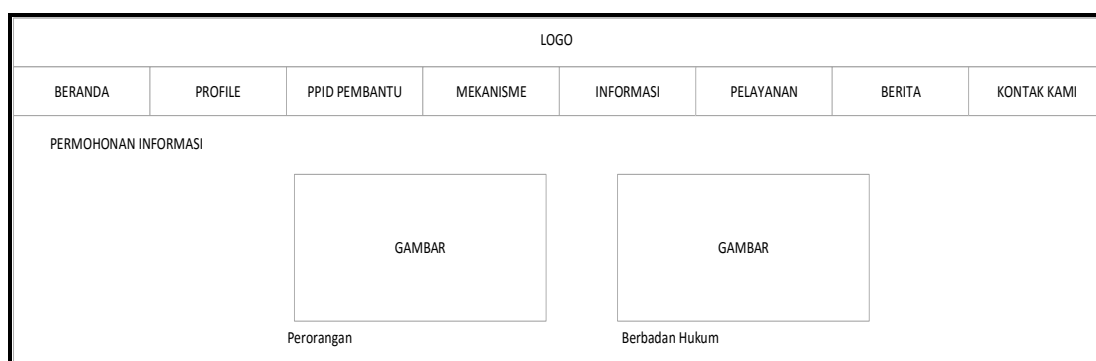 LOGO
BERANDA PROFILE PPID PEMBANTU MEKANISME INFORMASI PELAYANAN BERITA KONTAK KAMI
PERMOHONAN INFORMASI
GAMBAR GAMBAR
Perorangan Berbadan Hukum